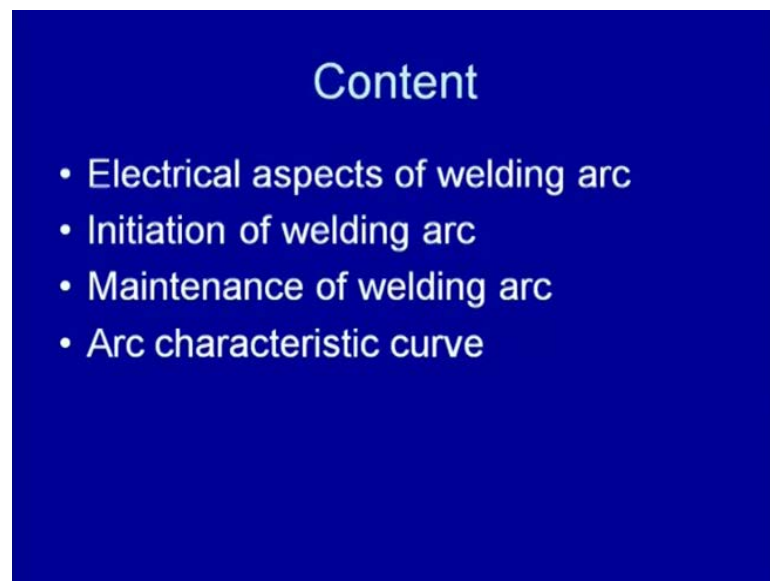 Content
• Electrical aspects of welding arc
• Initiation of welding arc
• Maintenance of welding arc
• Arc characteristic curve